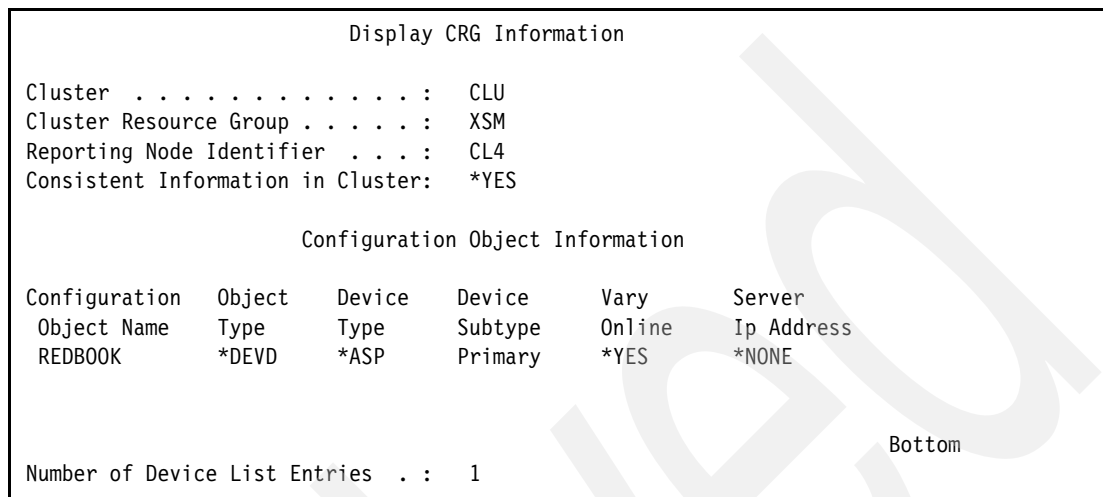 Display CRG Information
Cluster . . . . . . . . . . . . . : CLU
Cluster Resource Group . . . . . : XSM
Reporting Node Identifier . . . : CL4
Consistent Information in Cluster: *YES
Configuration Object Information
Configuration Object Device Device Vary Server
Object Name Type Type Subtype Online Ip Address
REDBOOK *DEVD *ASP Primary *YES *NONE
Bottom
Number of Device List Entries . : 1